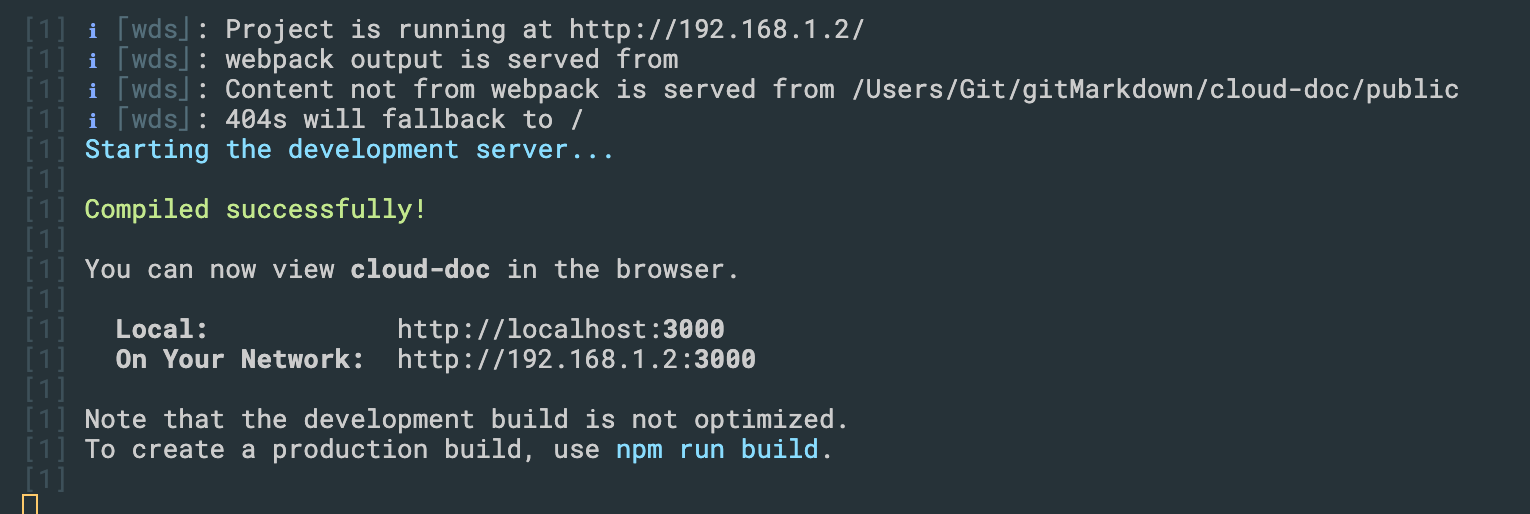 [1] ℹ ｢wds｣: Project is running at http://192.168.1.2/
[1] ℹ ｢wds｣: webpack output is served from
[1] ℹ ｢wds｣: Content not from webpack is served from /Users/Git/gitMarkdown/cloud-doc/public
[1] ℹ ｢wds｣: 404s will fallback to /
[1] Starting the development server...
[1]
[1] Compiled successfully!
[1]
[1] You can now view cloud-doc in the browser.
[1]
[1]   Local:            http://localhost:3000
[1]   On Your Network:  http://192.168.1.2:3000
[1]
[1] Note that the development build is not optimized.
[1] To create a production build, use npm run build.
[1]